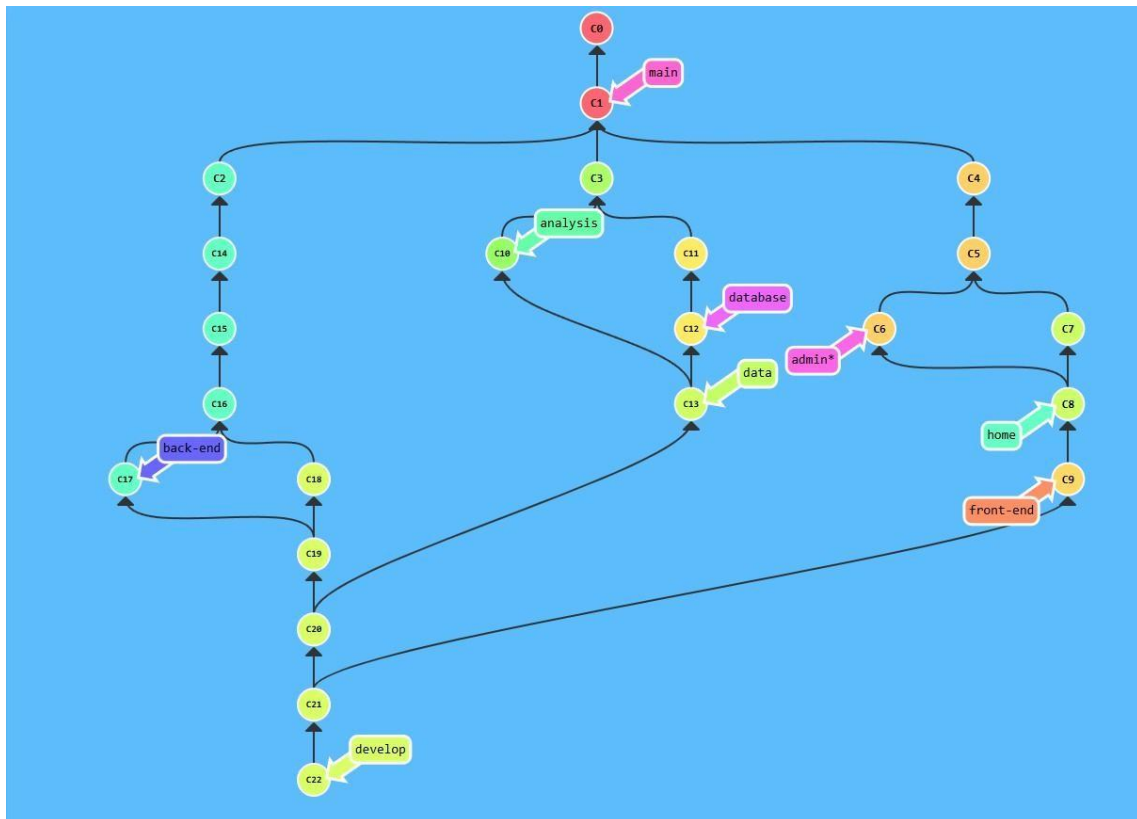 C0
main
C1
C2
C3
C4
analysis
C14
C10
C11
C5
database
C15
C12
C6
C7
admin*
data
C16
C13
C8
home
back-end
C17
C18
C9
front-end
C19
C20
C21
develop
C22